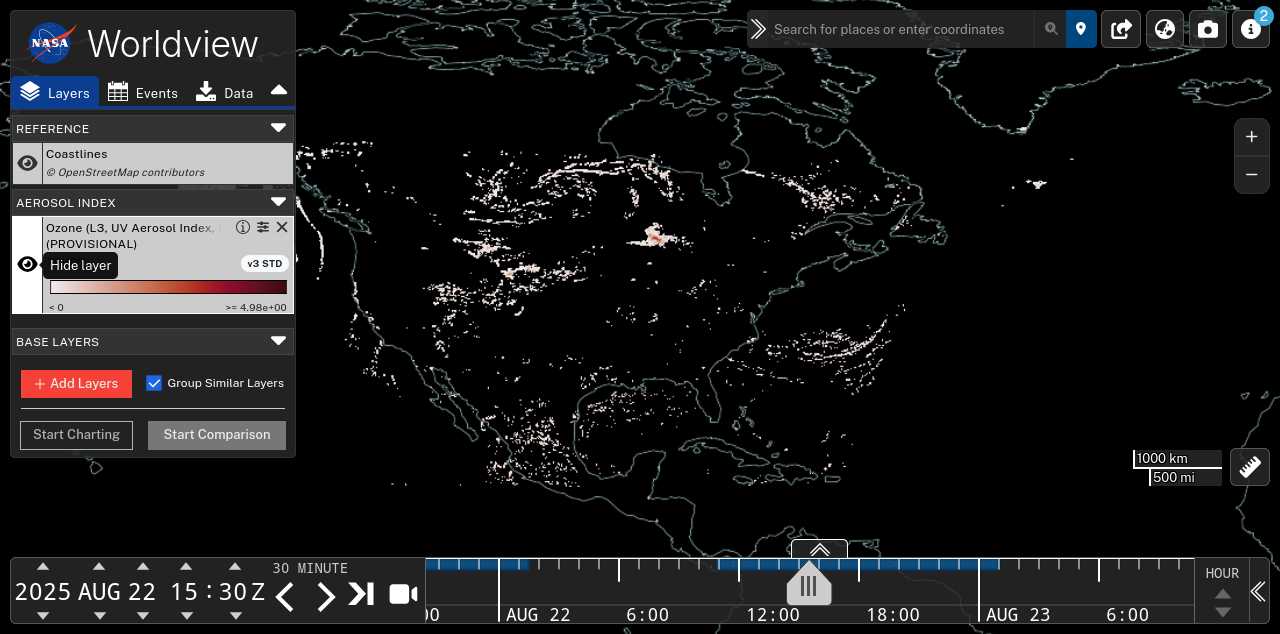 NASA
Worldview
Search for places or enter coordinates
2
Layers
Events
Data
REFERENCE
Coastlines
© OpenStreetMap contributors
AEROSOL INDEX
Ozone (L3, UV Aerosol Index,
(PROVISIONAL)
Hide layer
v3 STD
< 0
>= 4.98e+00
BASE LAYERS
+ Add Layers
Group Similar Layers
Start Charting
Start Comparison
+
−
1000 km
500 mi
2025 AUG 22 15 : 30 Z
30 MINUTE
00
AUG 22
6:00
12:00
18:00
AUG 23
6:00
HOUR